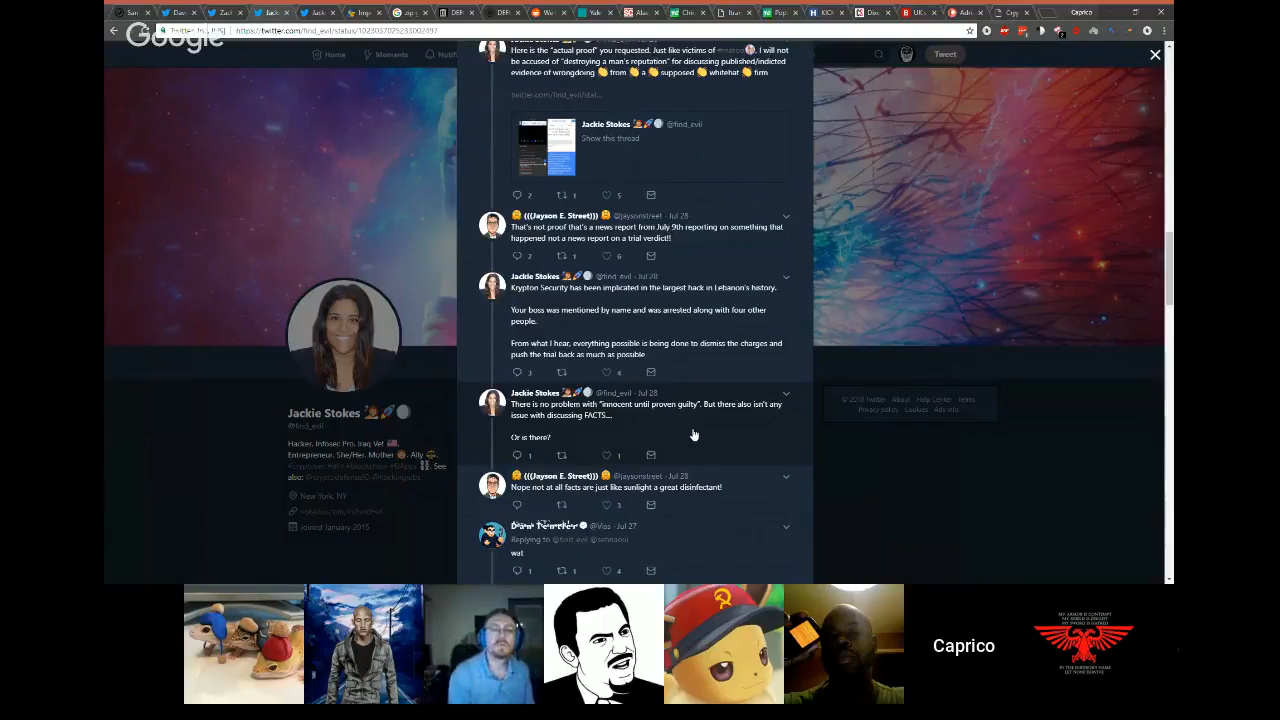 Caprico
https://twitter.com/find_evil/status/1023037025233002497
Google
Home
Moments
Tweet
Here is the "actual proof" you requested. Just like victims of #metoo. I will not
be accused of "destroying a man's reputation" for discussing published/indicted
evidence of wrongdoing 👏 from 👏 a 👏 supposed 👏 whitehat 👏 firm
twitter.com/find_evil/stat...
Jackie Stokes @find_evil
Show this thread
2 1 5
(((Jayson E. Street))) @jaysonstreet · Jul 28
That's not proof that's a news report from July 9th reporting on something that
happened not a news report on a trial verdict!!
2 1 6
Jackie Stokes @find_evil · Jul 28
Krypton Security has been implicated in the largest hack in Lebanon's history.
Your boss was mentioned by name and was arrested along with four other
people.
From what I hear, everything possible is being done to dismiss the charges and
push the trial back as much as possible
3 4
Jackie Stokes @find_evil · Jul 28
There is no problem with "innocent until proven guilty". But there also isn't any
issue with discussing FACTS...
Or is there?
1 1
(((Jayson E. Street))) @jaysonstreet · Jul 28
Nope not at all facts are just like sunlight a great disinfectant!
3
@Viss · Jul 27
Replying to @find_evil @sehnaoui
wat
1 1 4
Jackie Stokes
@find_evil
Hacker. Infosec Pro. Iraq Vet
Entrepreneur. She/Her. Mother. Ally
See
also: @cryptodefenseIO @hackingjobs
New York, NY
Joined January 2015
© 2018 Twitter About Help Center Terms
Privacy policy Cookies Ads info
Caprico
MY ARMOR IS CONTEMPT
MY SHIELD IS DISGUST
MY SWORD IS HATRED
IN THE EMPEROR'S NAME
LET NONE SURVIVE